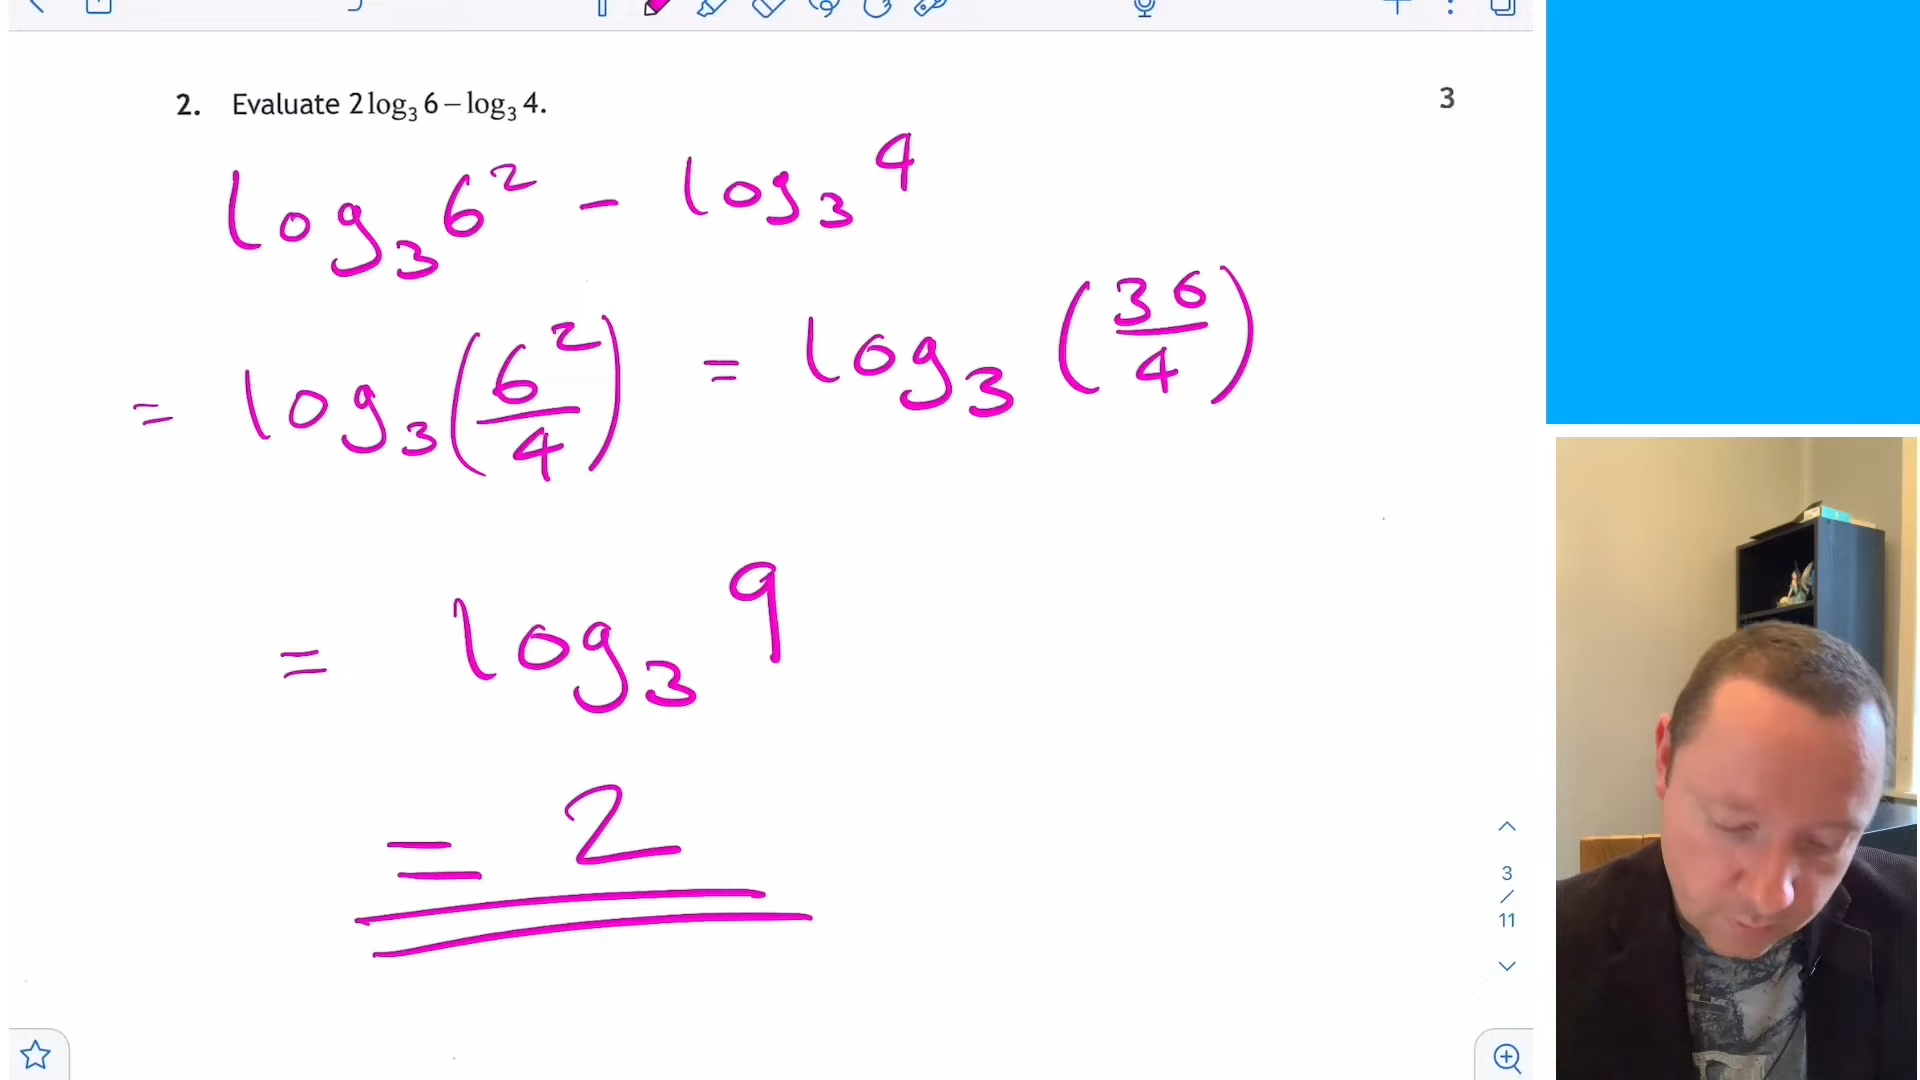 2. Evaluate 2log₃6−log₃4. 3
log₃6² − log₃4
= log₃(6²/4) = log₃(36/4)
= log₃9
= 2
3
/
11